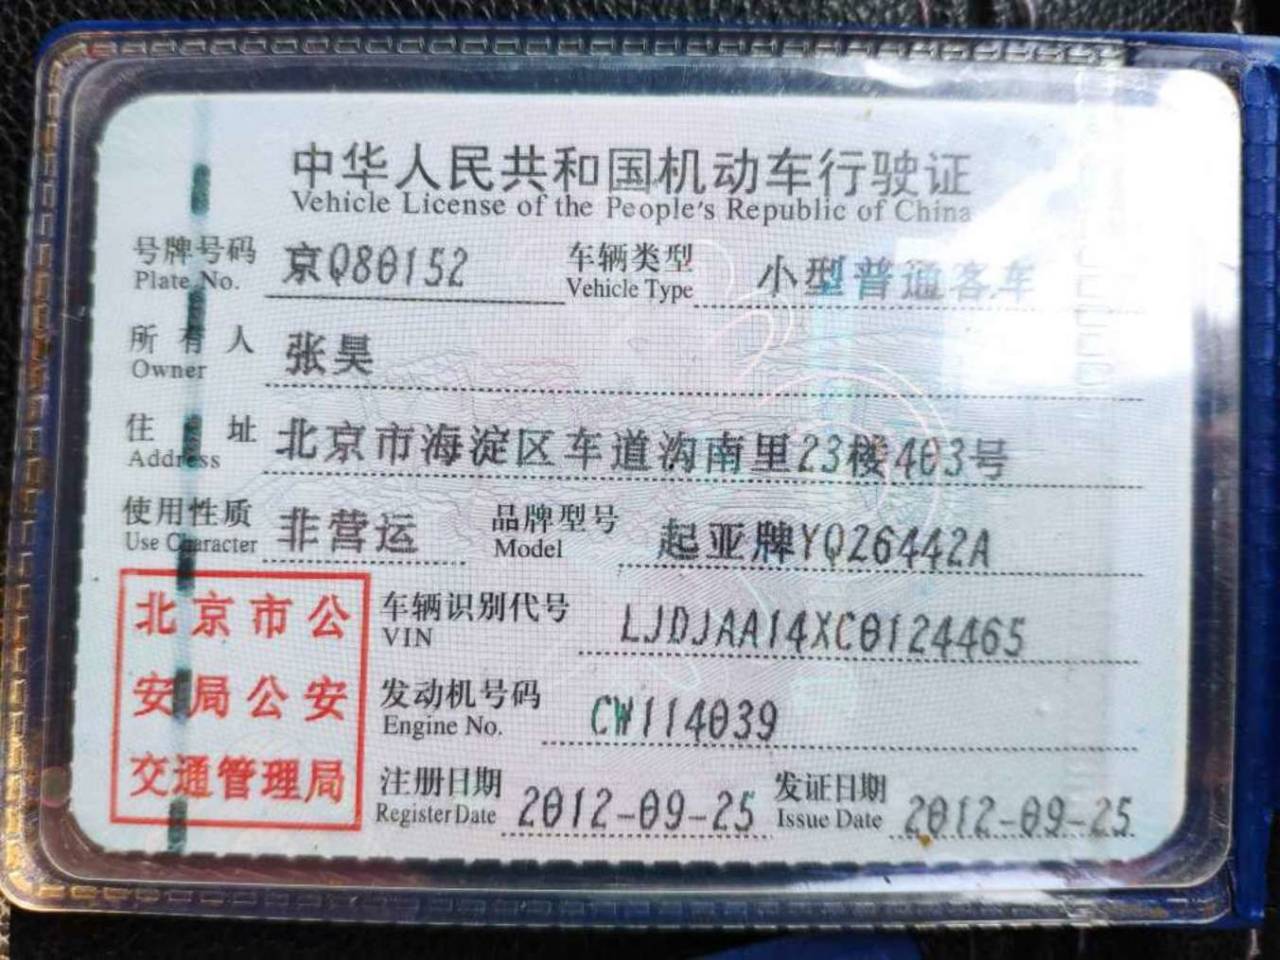 中华人民共和国机动车行驶证
Vehicle License of the People's Republic of China
号牌号码 京Q80152 车辆类型 小型普通客车
Plate No. Vehicle Type
所有人 张昊
Owner
住址 北京市海淀区车道沟南里23楼403号
Address
使用性质 非营运 品牌型号 起亚牌YQZ6442A
Use Character Model
北京市公
安局公安
交通管理局
车辆识别代号 LJDJAA14XC0124465
VIN
发动机号码 CW114039
Engine No.
注册日期 2012-09-25 发证日期 2012-09-25
Register Date Issue Date